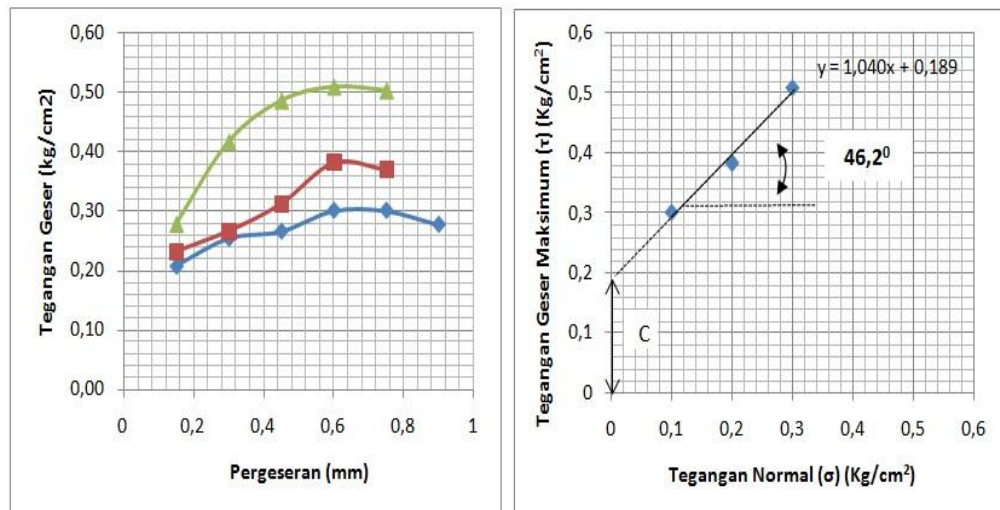 Tegangan Geser (kg/cm2)
0,60
0,50
0,40
0,30
0,20
0,10
0,00
0 0,2 0,4 0,6 0,8 1
Pergeseran (mm)
Tegangan Geser Maksimum (τ) (Kg/cm²)
0,6
0,5
0,4
0,3
0,2
0,1
0
y = 1,040x + 0,189
46,2⁰
C
0 0,1 0,2 0,3 0,4 0,5 0,6
Tegangan Normal (σ) (Kg/cm²)